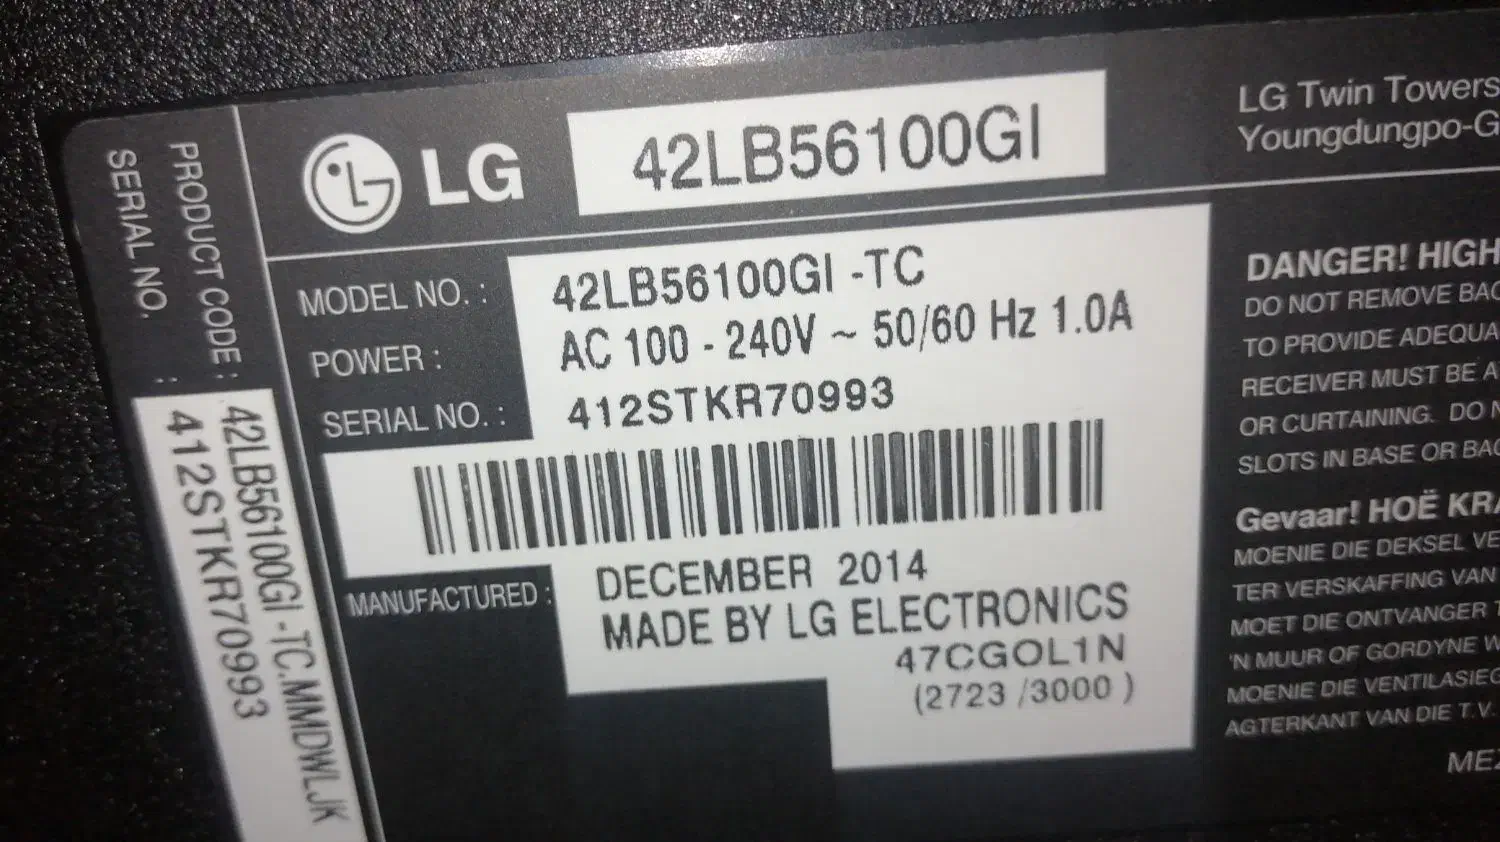 LG 42LB56100GI
LG Twin Towers
Youngdungpo-G
PRODUCT CODE : 42LB56100GI -TC.MMDWLJK
SERIAL NO. : 412STKR70993
MODEL NO. : 42LB56100GI -TC
POWER : AC 100 - 240V ~ 50/60 Hz 1.0A
SERIAL NO. : 412STKR70993
MANUFACTURED : DECEMBER 2014
MADE BY LG ELECTRONICS
47CGOL1N
(2723 /3000 )
DANGER! HIGH
DO NOT REMOVE BAC
TO PROVIDE ADEQUA
RECEIVER MUST BE A
OR CURTAINING. DO N
SLOTS IN BASE OR BAC
Gevaar! HOË KRA
MOENIE DIE DEKSEL VE
TER VERSKAFFING VAN
MOET DIE ONTVANGER T
'N MUUR OF GORDYNE W
MOENIE DIE VENTILASIEG
AGTERKANT VAN DIE T.V.
MEZ